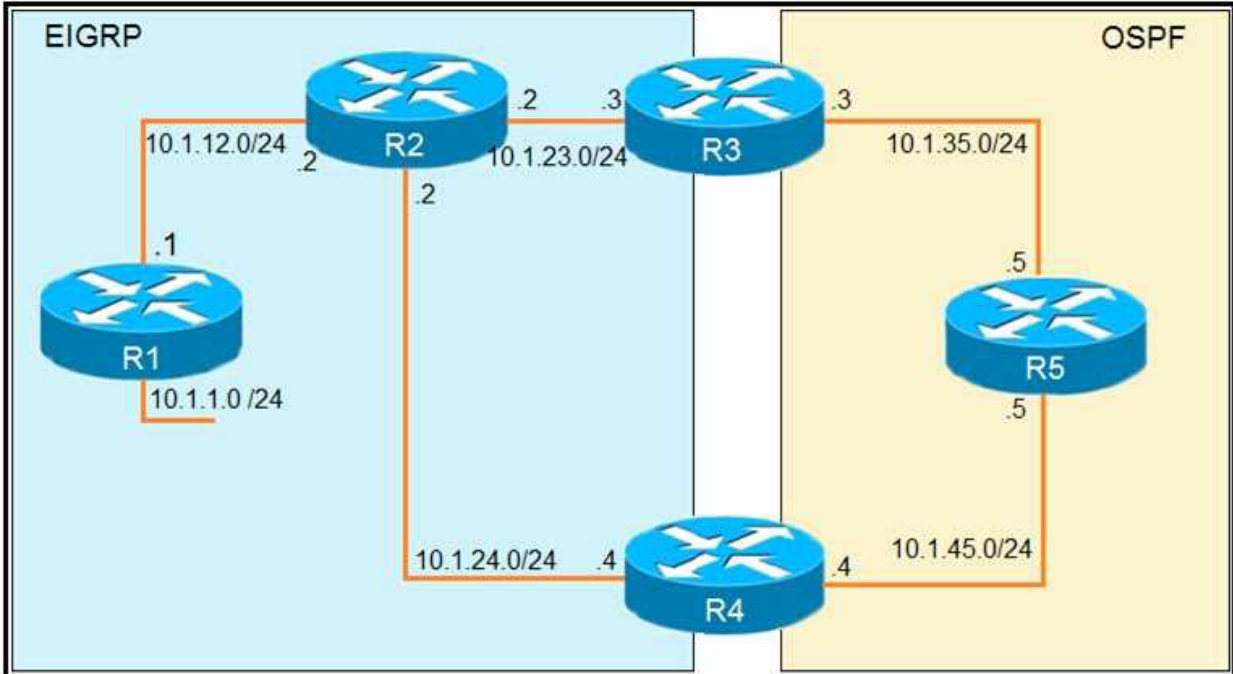 EIGRP
OSPF
.2
.3
.3
10.1.12.0/24
R2
10.1.23.0/24
R3
10.1.35.0/24
.2
.2
.1
.5
R1
R5
10.1.1.0 /24
.5
10.1.24.0/24
.4
.4
10.1.45.0/24
R4